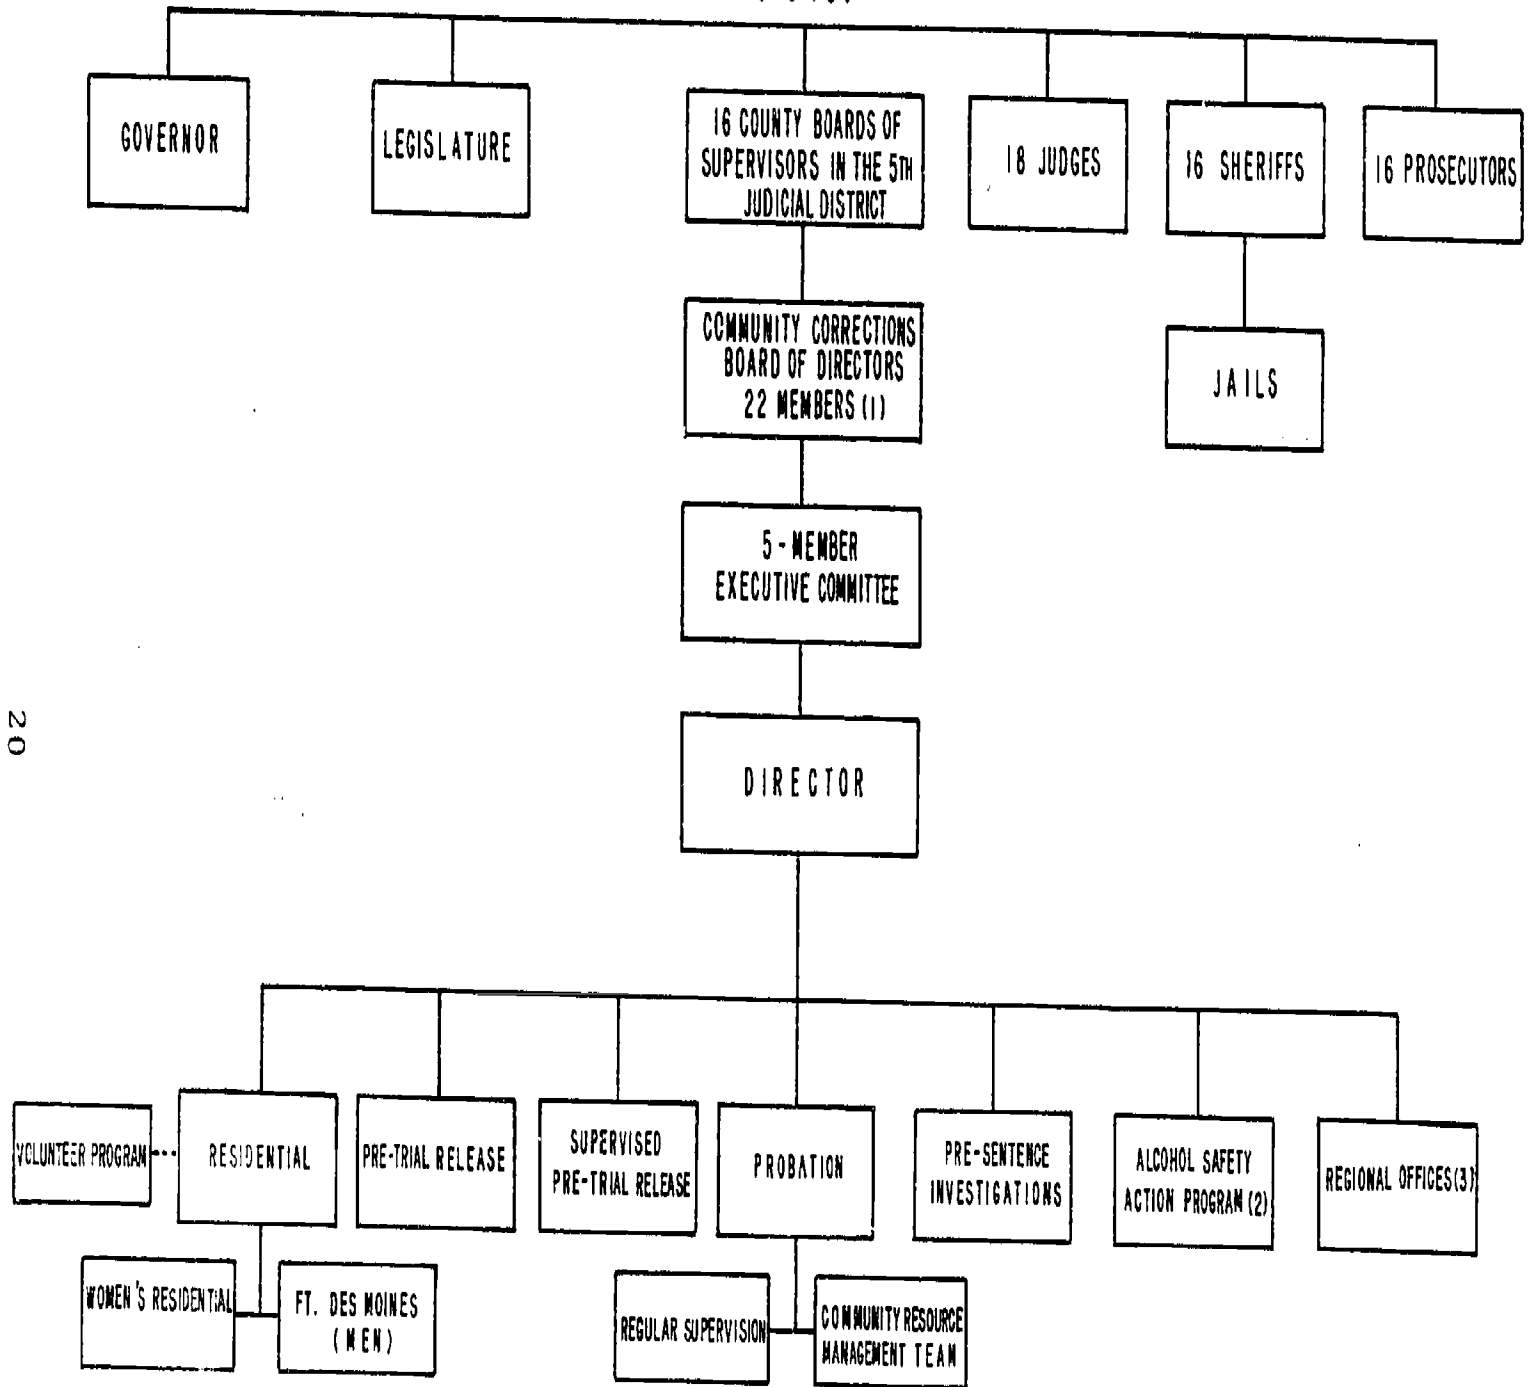 GOVERNOR
LEGISLATURE
16 COUNTY BOARDS OF
SUPERVISORS IN THE 5TH
JUDICIAL DISTRICT
18 JUDGES
16 SHERIFFS
16 PROSECUTORS
COMMUNITY CORRECTIONS
BOARD OF DIRECTORS
22 MEMBERS (1)
JAILS
5-MEMBER
EXECUTIVE COMMITTEE
DIRECTOR
20
VOLUNTEER PROGRAM
RESIDENTIAL
PRE-TRIAL RELEASE
SUPERVISED
PRE-TRIAL RELEASE
PROBATION
PRE-SENTENCE
INVESTIGATIONS
ALCOHOL SAFETY
ACTION PROGRAM (2)
REGIONAL OFFICES (3)
WOMEN'S RESIDENTIAL
FT. DES MOINES
(MEN)
REGULAR SUPERVISION
COMMUNITY RESOURCE
MANAGEMENT TEAM